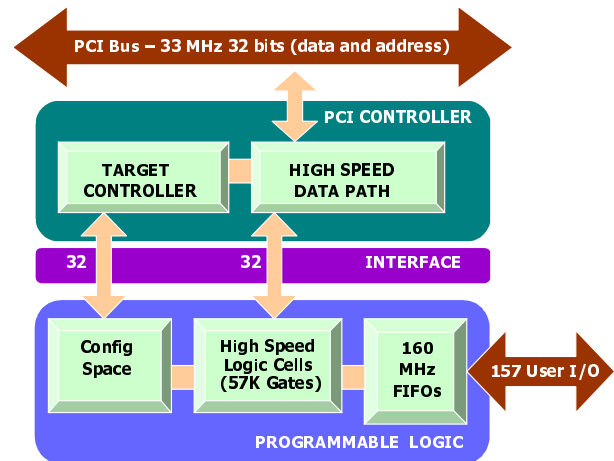 PCI Bus – 33 MHz 32 bits (data and address)
PCI CONTROLLER
TARGET
CONTROLLER
HIGH SPEED
DATA PATH
32
32
INTERFACE
Config
Space
High Speed
Logic Cells
(57K Gates)
160
MHz
FIFOs
157 User I/O
PROGRAMMABLE LOGIC